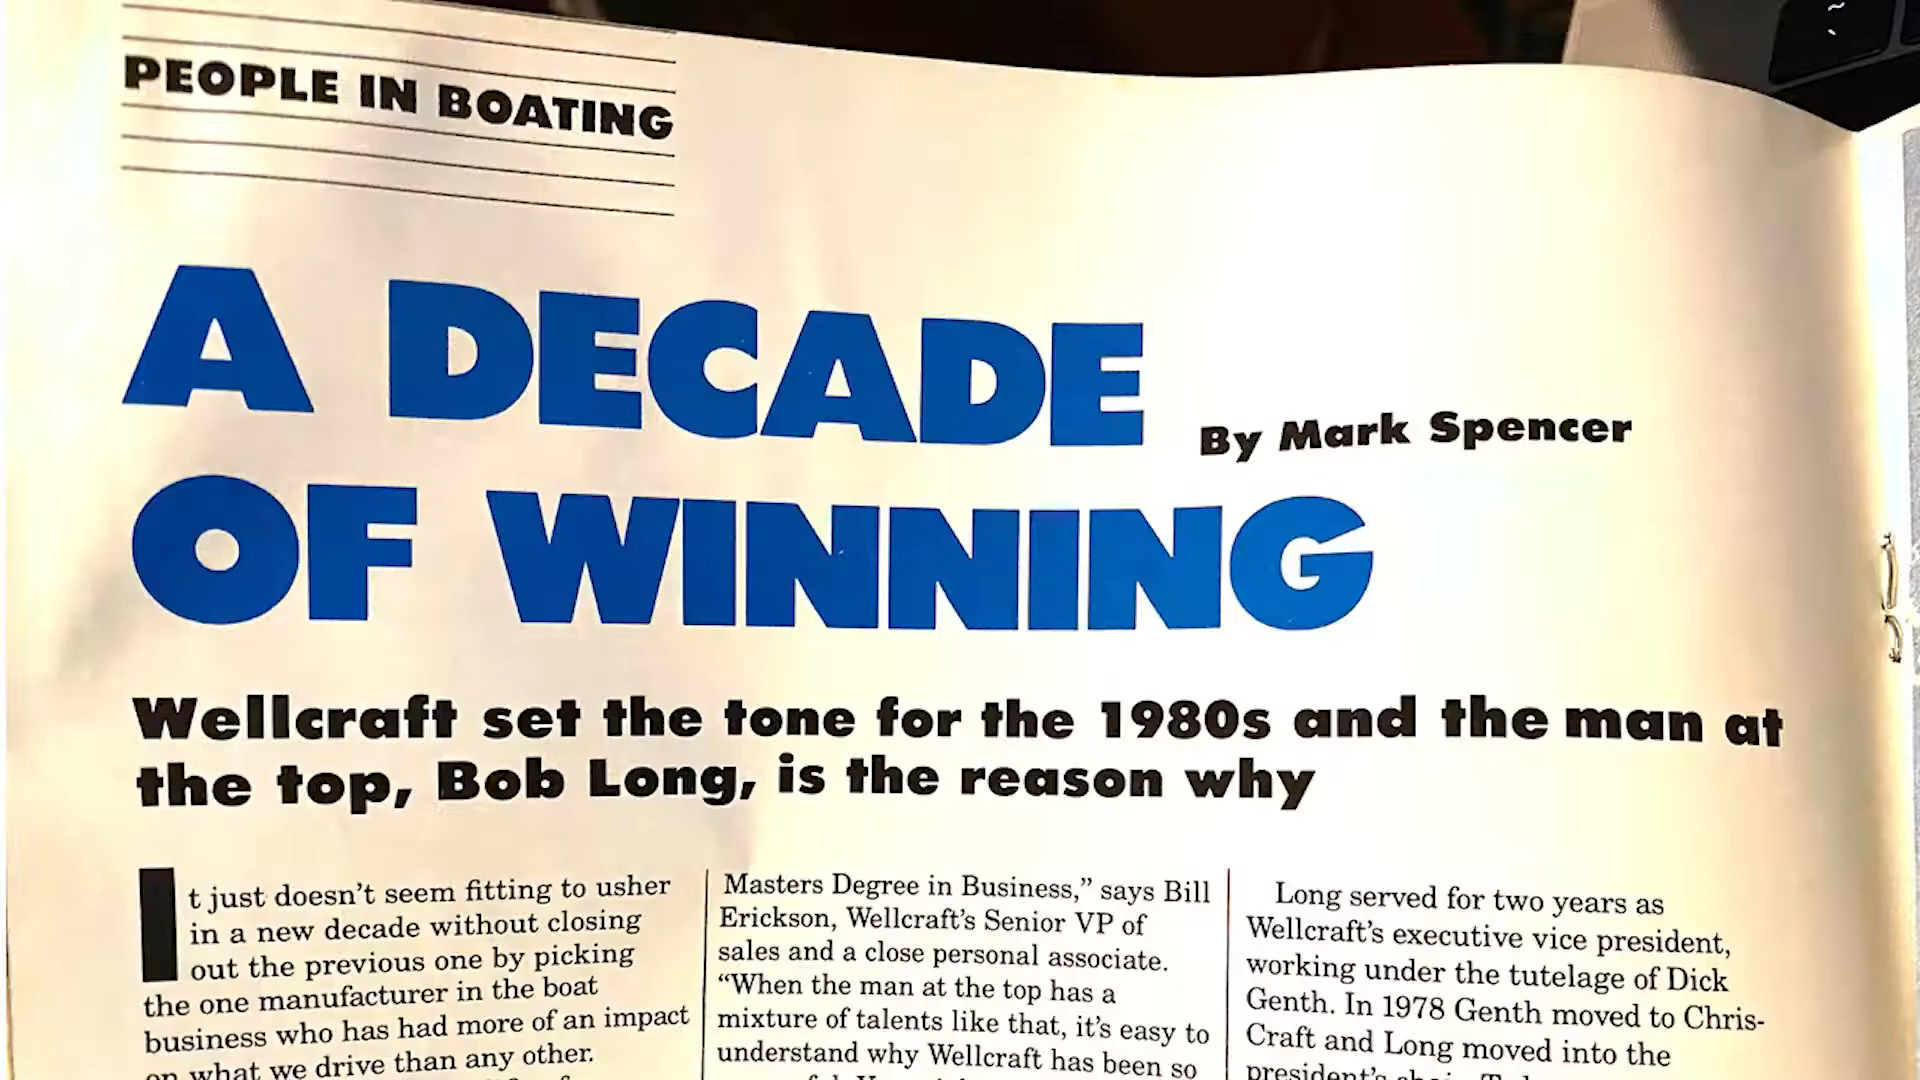 PEOPLE IN BOATING
A DECADE
OF WINNING
By Mark Spencer
Wellcraft set the tone for the 1980s and the man at
the top, Bob Long, is the reason why
It just doesn't seem fitting to usher
in a new decade without closing
out the previous one by picking
the one manufacturer in the boat
business who has had more of an impact
on what we drive than any other.
Masters Degree in Business," says Bill
Erickson, Wellcraft's Senior VP of
sales and a close personal associate.
"When the man at the top has a
mixture of talents like that, it's easy to
understand why Wellcraft has been so
Long served for two years as
Wellcraft's executive vice president,
working under the tutelage of Dick
Genth. In 1978 Genth moved to Chris-
Craft and Long moved into the
president's